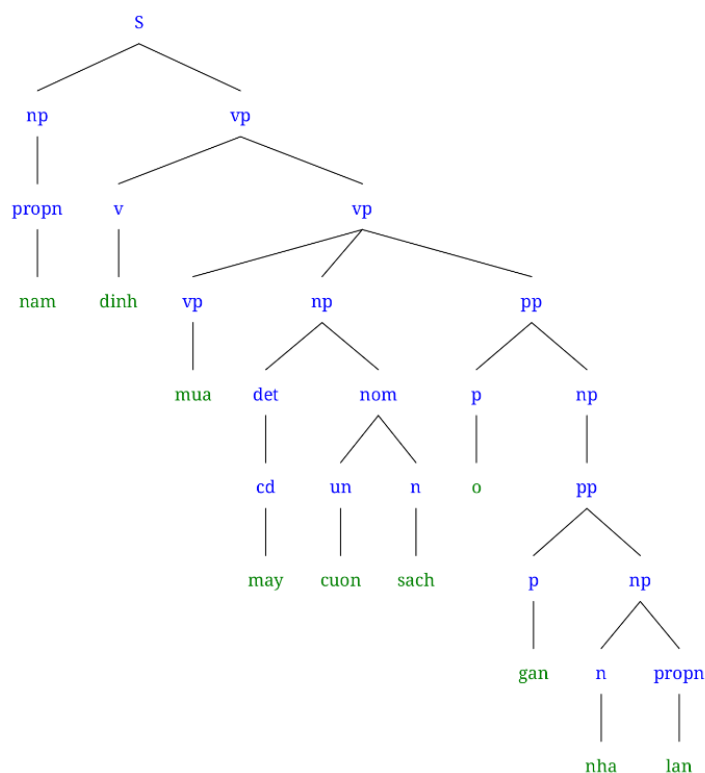 S
np vp
propn v vp
nam dinh vp np pp
mua det nom p np
cd un n o pp
may cuon sach p np
gan n propn
nha lan